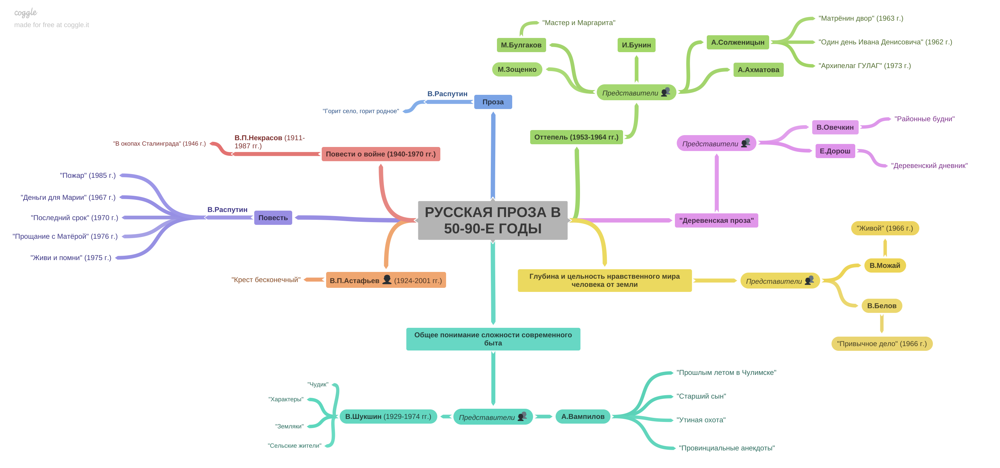 coggle
made for free at coggle.it
"Мастер и Маргарита"
М.Булгаков
М.Зощенко
И.Бунин
А.Солженицын
"Матрёнин двор" (1963 г.)
"Один день Ивана Денисовича" (1962 г.)
"Архипелаг ГУЛАГ" (1973 г.)
А.Ахматова
Представители
Оттепель (1953-1964 гг.)
В.Распутин
Проза
"Горит село, горит родное"
"В окопах Сталинграда" (1946 г.)
В.П.Некрасов (1911-
1987 гг.)
Повести о войне (1940-1970 гг.)
"Районные будни"
В.Овечкин
Представители
Е.Дорош
"Деревенский дневник"
"Деревенская проза"
"Пожар" (1985 г.)
"Деньги для Марии" (1967 г.)
"Последний срок" (1970 г.)
"Прощание с Матёрой" (1976 г.)
"Живи и помни" (1975 г.)
В.Распутин
Повесть
РУССКАЯ ПРОЗА В
50-90-Е ГОДЫ
"Крест бесконечный"
В.П.Астафьев (1924-2001 гг.)
Глубина и цельность нравственного мира
человека от земли
Представители
"Живой" (1966 г.)
В.Можай
В.Белов
"Привычное дело" (1966 г.)
Общее понимание сложности современного
быта
"Чудик"
"Характеры"
"Земляки"
"Сельские жители"
В.Шукшин (1929-1974 гг.)
Представители
А.Вампилов
"Прошлым летом в Чулимске"
"Старший сын"
"Утиная охота"
"Провинциальные анекдоты"